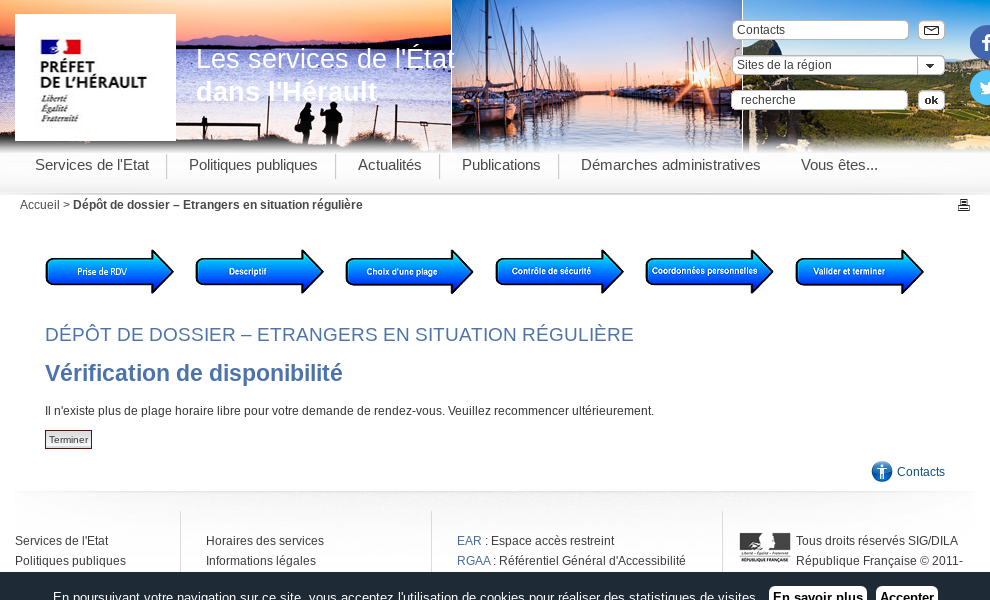 PRÉFET
DE L'HÉRAULT
Liberté
Égalité
Fraternité
Les services de l'État
dans l'Hérault
Contacts
Sites de la région
recherche
ok
Services de l'Etat
Politiques publiques
Actualités
Publications
Démarches administratives
Vous êtes...
Accueil > Dépôt de dossier – Etrangers en situation régulière
Prise de RDV
Descriptif
Choix d'une plage
Contrôle de sécurité
Coordonnées personnelles
Valider et terminer
DÉPÔT DE DOSSIER – ETRANGERS EN SITUATION RÉGULIÈRE
Vérification de disponibilité
Il n'existe plus de plage horaire libre pour votre demande de rendez-vous. Veuillez recommencer ultérieurement.
Terminer
Contacts
Services de l'Etat
Politiques publiques
Horaires des services
Informations légales
EAR : Espace accès restreint
RGAA : Référentiel Général d'Accessibilité
Liberté • Égalité • Fraternité
RÉPUBLIQUE FRANÇAISE
Tous droits réservés SIG/DILA
République Française © 2011-
En poursuivant votre navigation sur ce site, vous acceptez l'utilisation de cookies pour réaliser des statistiques de visites.
En savoir plus
Accepter